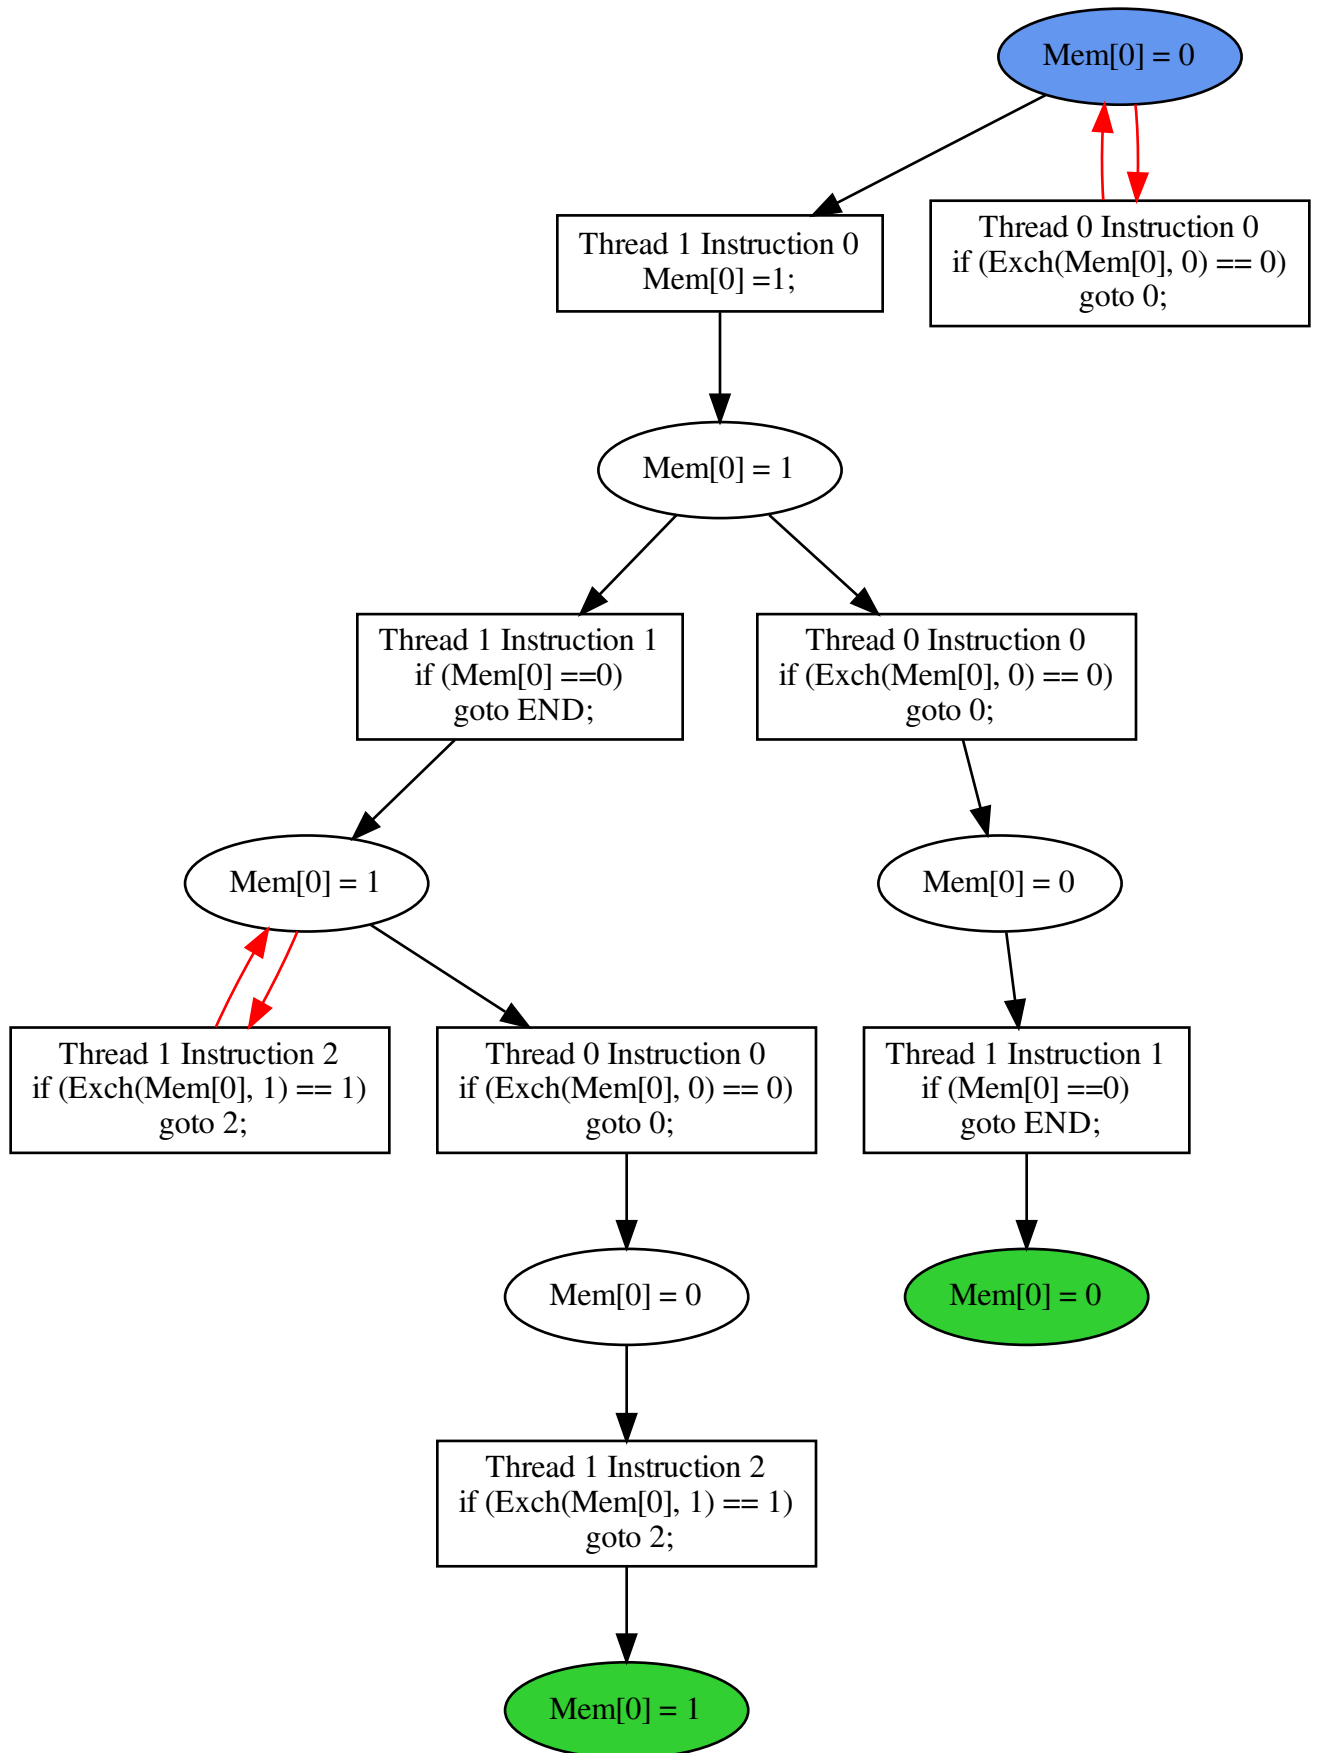 Mem[0] = 0
Thread 1 Instruction 0
Mem[0] =1;
Thread 0 Instruction 0
if (Exch(Mem[0], 0) == 0)
goto 0;
Mem[0] = 1
Thread 1 Instruction 1
if (Mem[0] ==0)
goto END;
Thread 0 Instruction 0
if (Exch(Mem[0], 0) == 0)
goto 0;
Mem[0] = 1
Mem[0] = 0
Thread 1 Instruction 2
if (Exch(Mem[0], 1) == 1)
goto 2;
Thread 0 Instruction 0
if (Exch(Mem[0], 0) == 0)
goto 0;
Thread 1 Instruction 1
if (Mem[0] ==0)
goto END;
Mem[0] = 0
Mem[0] = 0
Thread 1 Instruction 2
if (Exch(Mem[0], 1) == 1)
goto 2;
Mem[0] = 1